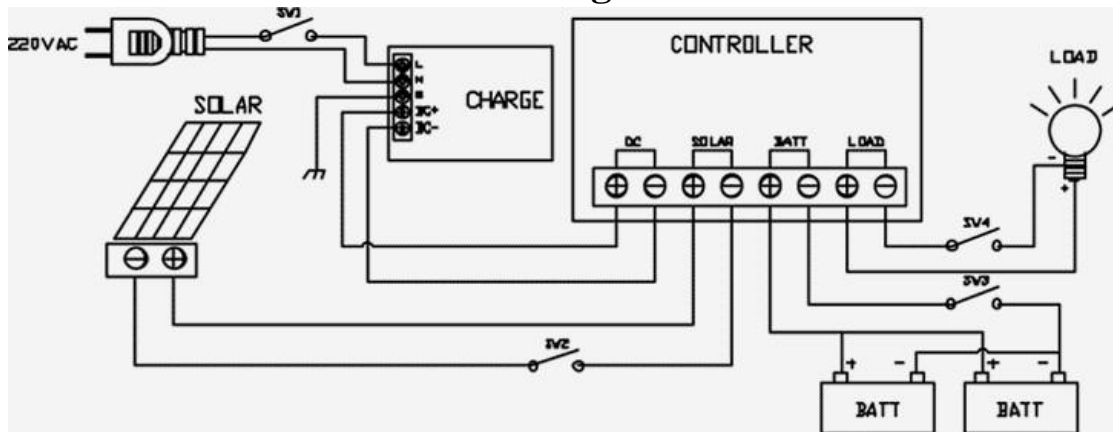 SW1
220VAC
CONTROLLER
L
N
LOAD
CHARGE
DC+
DC-
SOLAR
DC SOLAR BATT LOAD
+ - + - + - + -
-
+
SW4
- +
SW3
SW2
+ - + -
BATT BATT